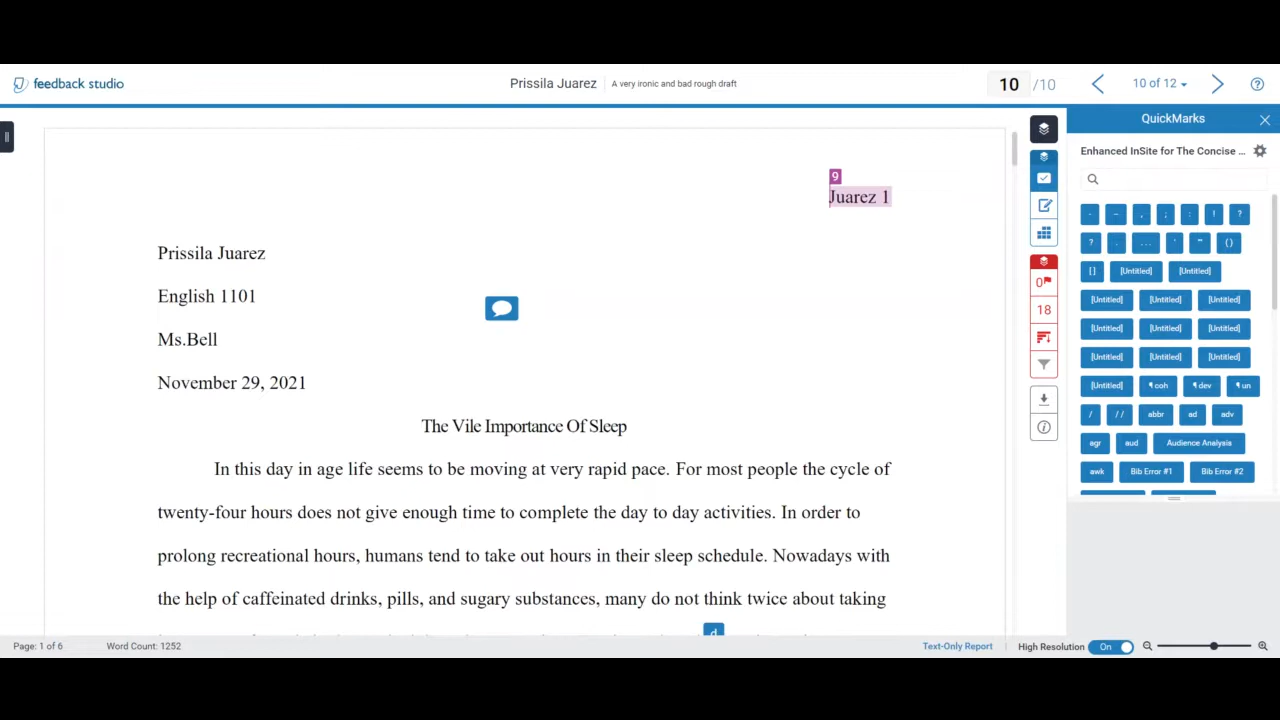 feedback studio
Prissila Juarez
A very ironic and bad rough draft
10 /10
10 of 12
?
QuickMarks
Enhanced InSite for The Concise ...
9
Juarez 1
Prissila Juarez
English 1101
Ms.Bell
November 29, 2021
The Vile Importance Of Sleep
In this day in age life seems to be moving at very rapid pace. For most people the cycle of
twenty-four hours does not give enough time to complete the day to day activities. In order to
prolong recreational hours, humans tend to take out hours in their sleep schedule. Nowadays with
the help of caffeinated drinks, pills, and sugary substances, many do not think twice about taking
d
0
18
- – , ; : ! ?
? . ... ' "" ( )
[ ] [Untitled] [Untitled]
[Untitled] [Untitled] [Untitled]
[Untitled] [Untitled] [Untitled]
[Untitled] [Untitled] [Untitled]
[Untitled] ¶ coh ¶ dev ¶ un
/ / / abbr ad adv
agr aud Audience Analysis
awk Bib Error #1 Bib Error #2
Page: 1 of 6 Word Count: 1252 Text-Only Report High Resolution On